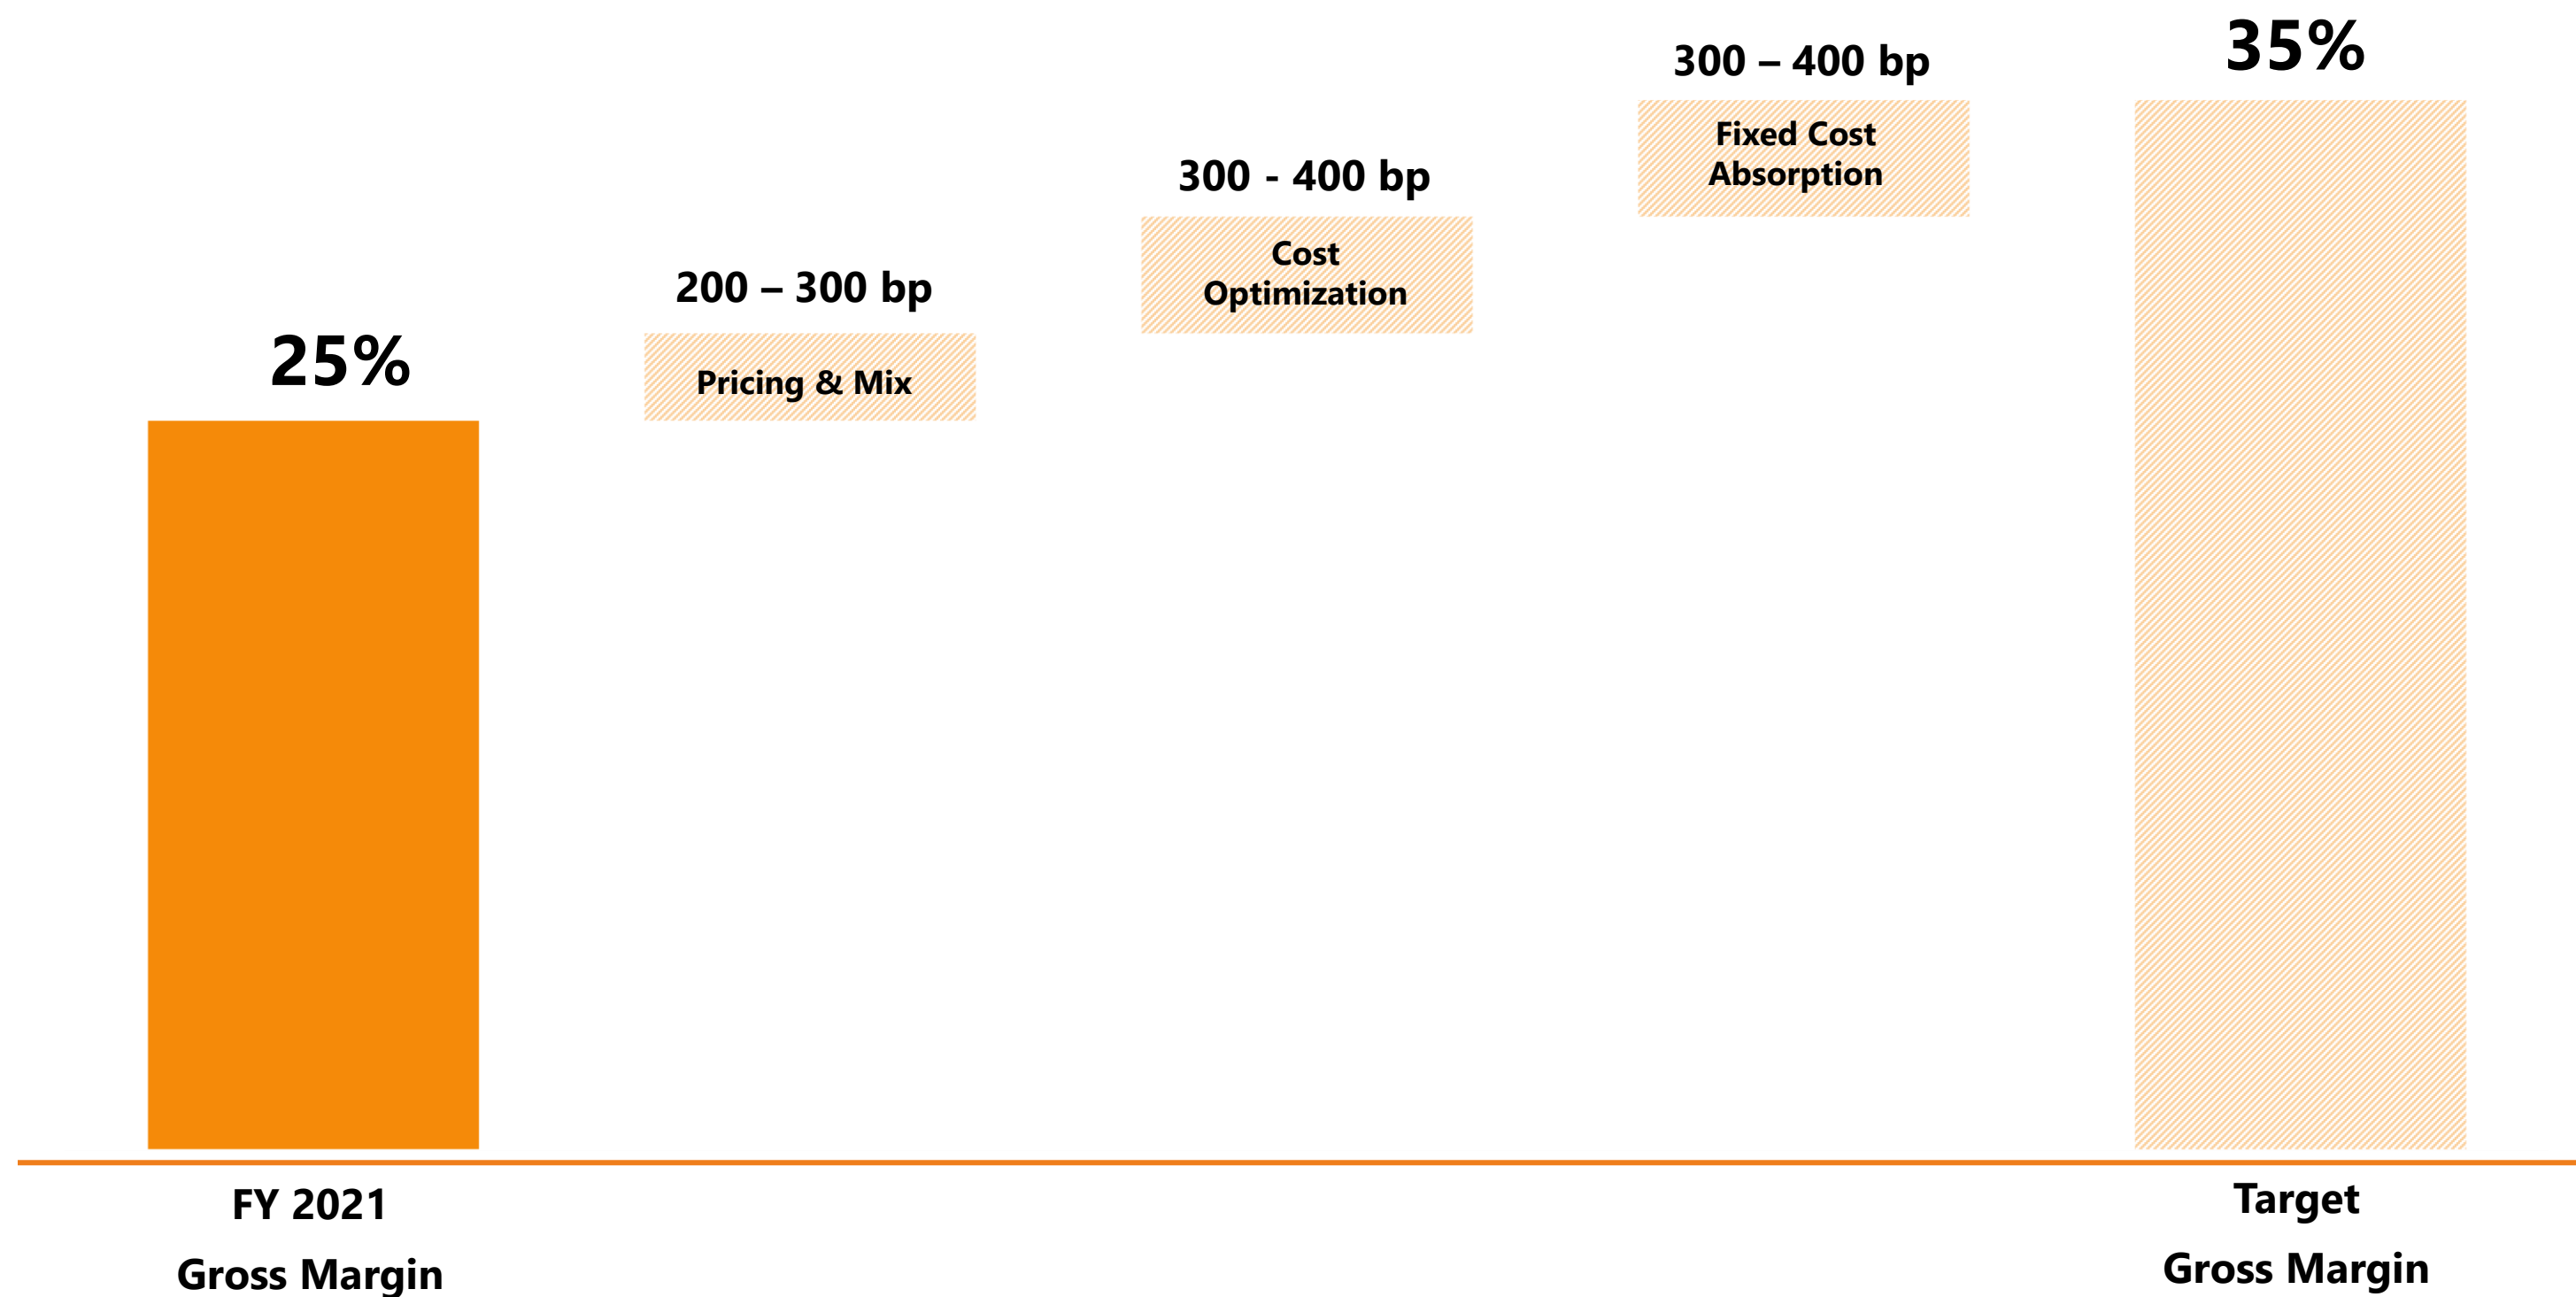 25%
200 – 300 bp
Pricing & Mix
300 - 400 bp
Cost
Optimization
300 – 400 bp
Fixed Cost
Absorption
35%
FY 2021
Gross Margin
Target
Gross Margin